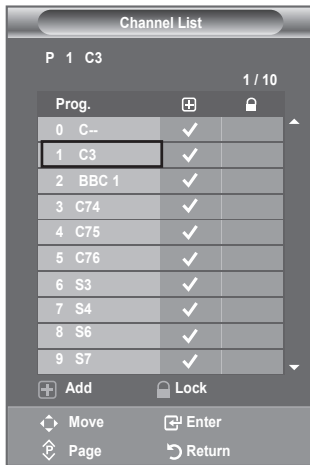 Channel List
P 1 C3
1 / 10
Prog.
0 C--
1 C3
2 BBC 1
3 C74
4 C75
5 C76
6 S3
7 S4
8 S6
9 S7
Add Lock
Move Enter
P Page Return